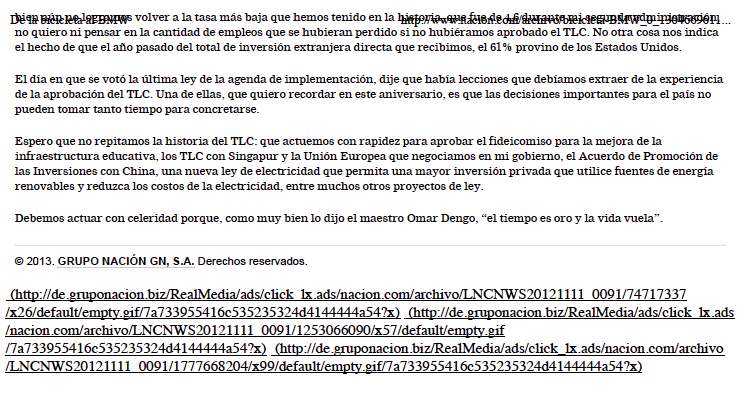 De la bicicleta al BMW
bien aún no logramos volver a la tasa más baja que hemos tenido en la historia, que fue de durante mi segunda administración,
no quiero ni pensar en la cantidad de empleos que se hubieran perdido si no hubiéramos aprobado el TLC. No otra cosa nos indica
el hecho de que el año pasado del total de inversión extranjera directa que recibimos, el 61% provino de los Estados Unidos.
El día en que se votó la última ley de la agenda de implementación, dije que había lecciones que debíamos extraer de la experiencia
de la aprobación del TLC. Una de ellas, que quiero recordar en este aniversario, es que las decisiones importantes para el país no
pueden tomar tanto tiempo para concretarse.
Espero que no repitamos la historia del TLC: que actuemos con rapidez para aprobar el fideicomiso para la mejora de la
infraestructura educativa, los TLC con Singapur y la Unión Europea que negociamos en mi gobierno, el Acuerdo de Promoción de
las Inversiones con China, una nueva ley de electricidad que permita una mayor inversión privada que utilice fuentes de energía
renovables y reduzca los costos de la electricidad, entre muchos otros proyectos de ley.
Debemos actuar con celeridad porque, como muy bien lo dijo el maestro Omar Dengo, “el tiempo es oro y la vida vuela”.
© 2013. GRUPO NACIÓN GN, S.A. Derechos reservados.
(http://de.gruponacion.biz/RealMedia/ads/click_lx.ads/nacion.com/archivo/LNCNWS20121111_0091/74717337
/x26/default/empty.gif/7a733955416c535235324d4144444a54?x) (http://de.gruponacion.biz/RealMedia/ads/click_lx.ads
/nacion.com/archivo/LNCNWS20121111_0091/1253066090/x57/default/empty.gif
/7a733955416c535235324d4144444a54?x) (http://de.gruponacion.biz/RealMedia/ads/click_lx.ads/nacion.com/archivo
/LNCNWS20121111_0091/1777668204/x99/default/empty.gif/7a733955416c535235324d4144444a54?x)